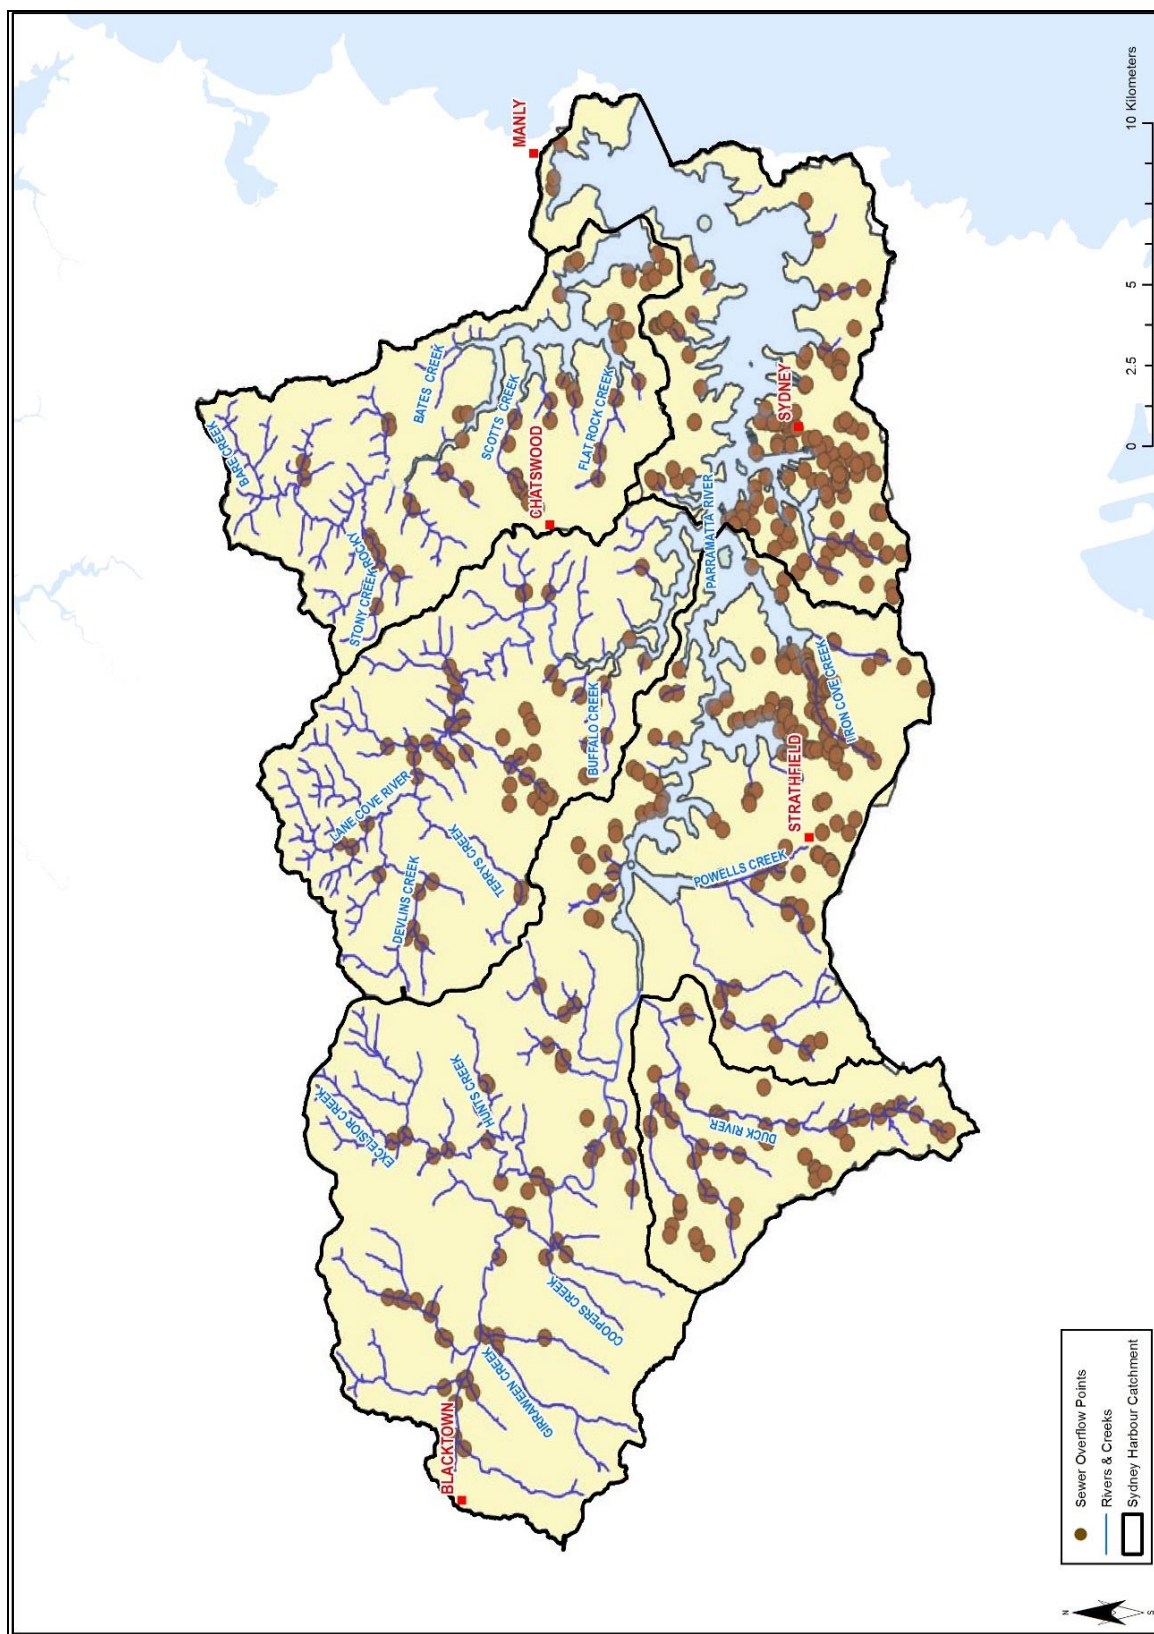 MANLY
BARE CREEK
BATES CREEK
SCOTTS CREEK
STONY CREEK
ROCKY
CHATSWOOD
FLAT ROCK CREEK
SYDNEY
PARRAMATTA RIVER
LANE COVE RIVER
BUFFALO CREEK
DEVLINS CREEK
TERRYS CREEK
IRON COVE CREEK
STRATHFIELD
POWELLS CREEK
EXCELSIOR CREEK
HUNTS CREEK
DUCK RIVER
COOPERS CREEK
GIRRAWEEN CREEK
BLACKTOWN
N
S
Sewer Overflow Points
Rivers & Creeks
Sydney Harbour Catchment
0 2.5 5 10 Kilometers